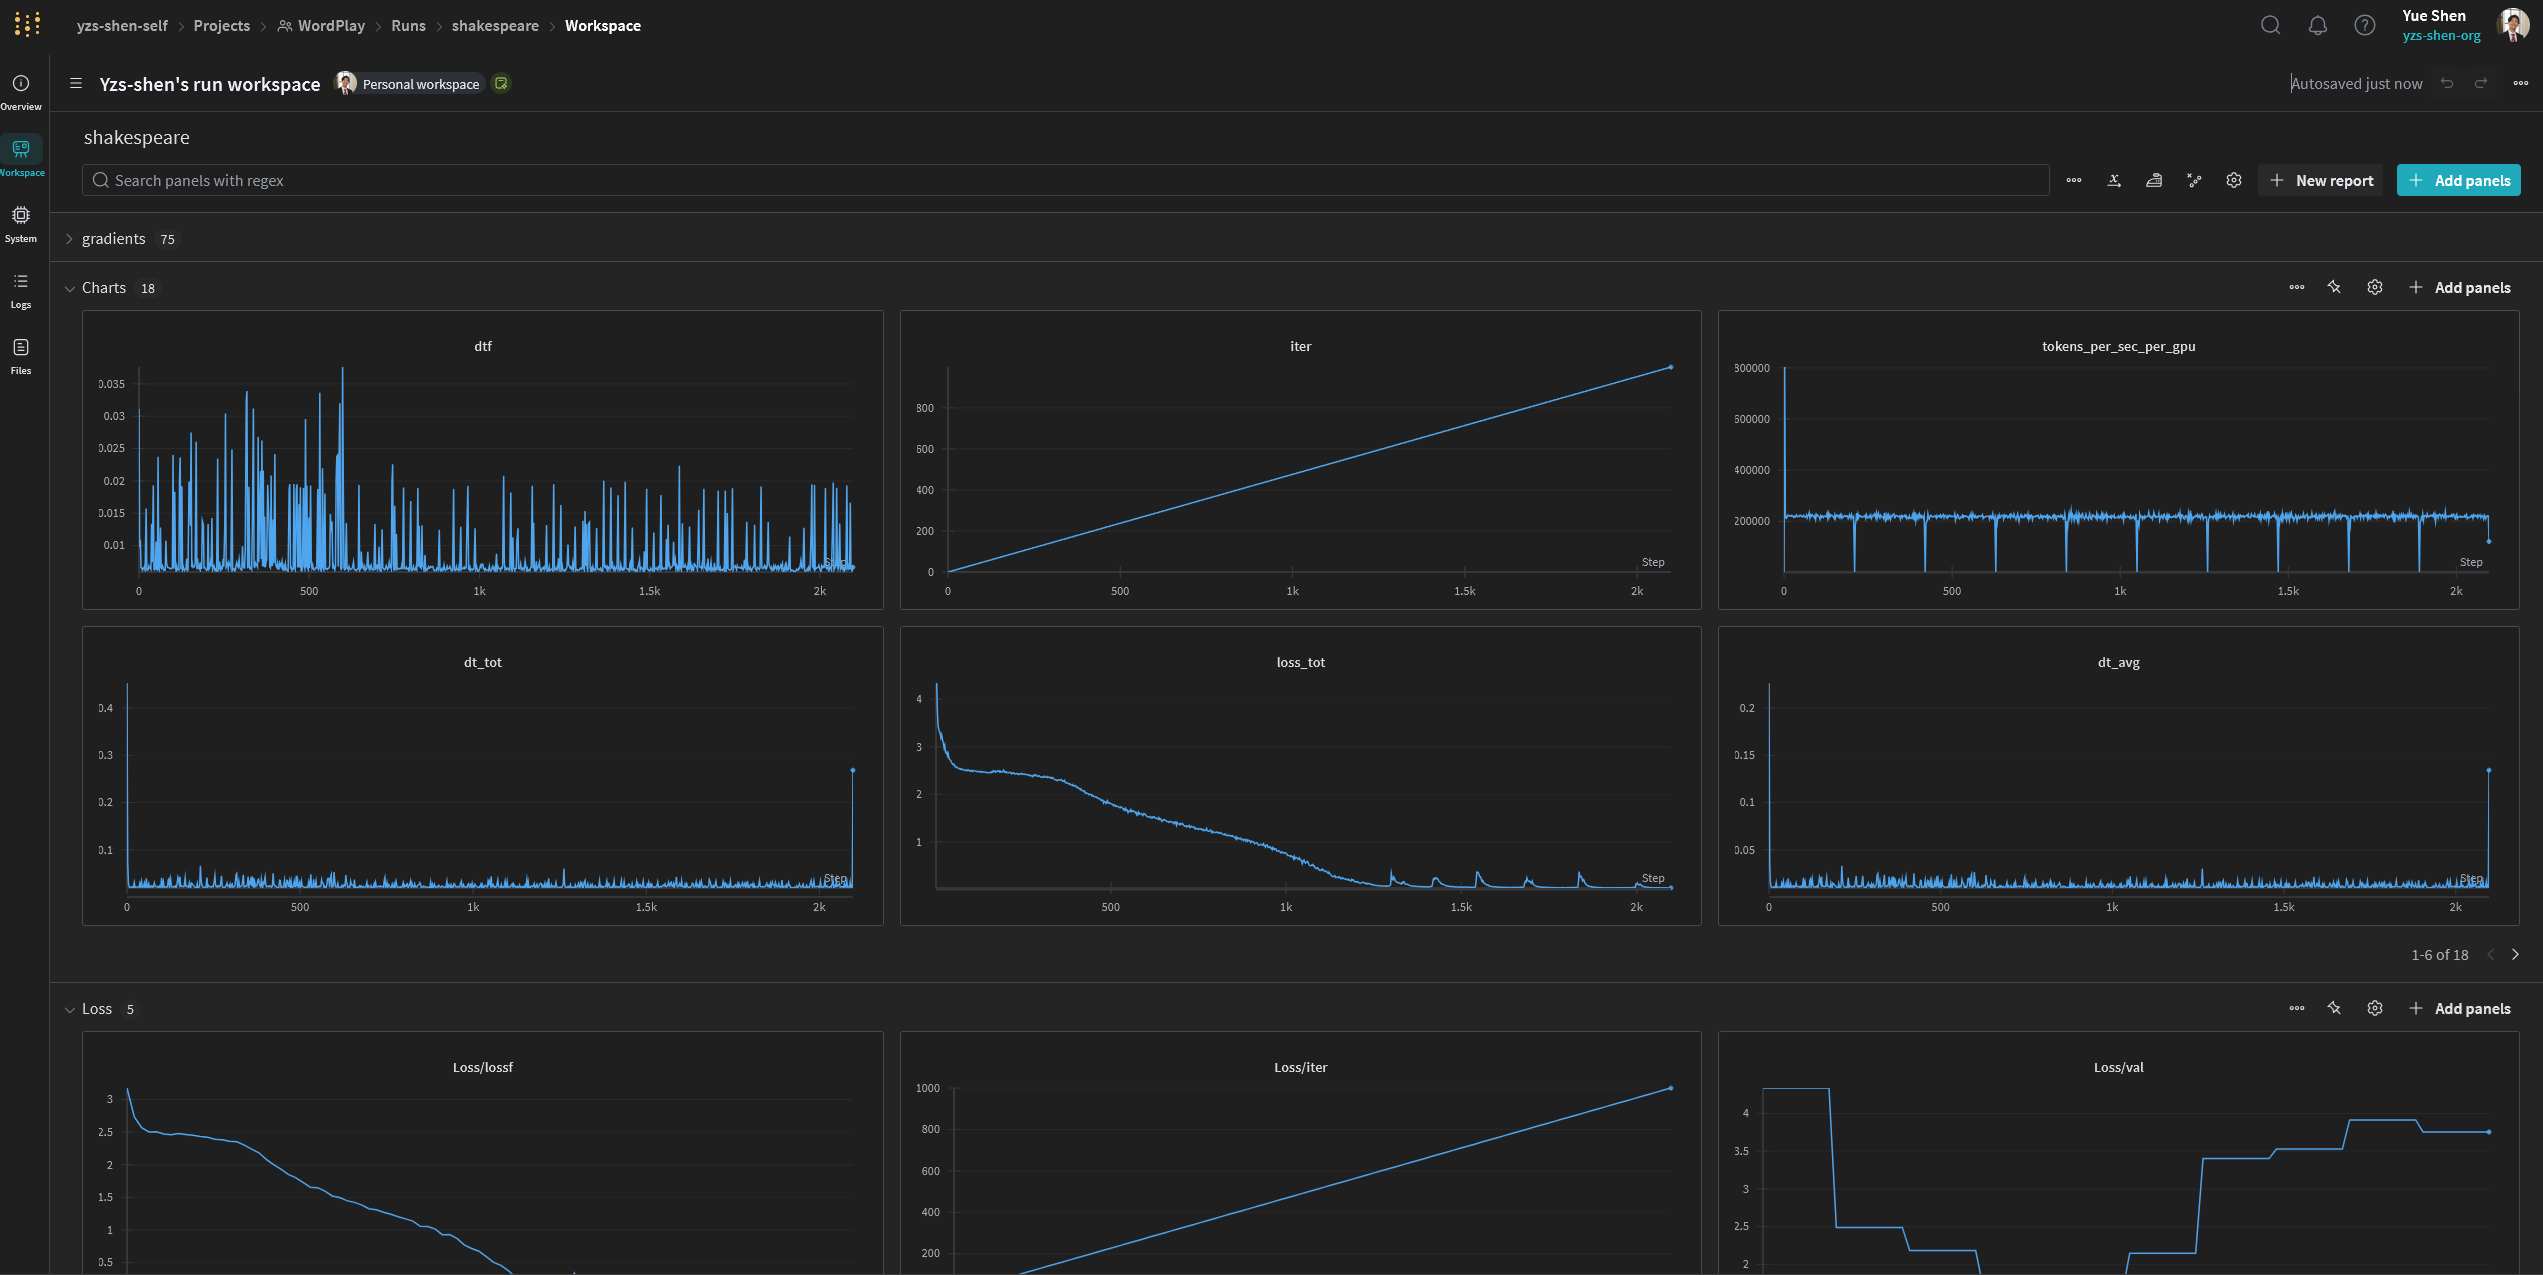 yzs-shen-self > Projects > WordPlay > Runs > shakespeare > Workspace
Yue Shen
yzs-shen-org
Overview
Workspace
System
Logs
Files
Yzs-shen's run workspace
Personal workspace
Autosaved just now
shakespeare
Search panels with regex
New report
Add panels
gradients 75
Charts 18
Add panels
dtf
0.035
0.03
0.025
0.02
0.015
0.01
Step
0 500 1k 1.5k 2k
iter
800
600
400
200
0
Step
0 500 1k 1.5k 2k
tokens_per_sec_per_gpu
800000
600000
400000
200000
Step
0 500 1k 1.5k 2k
dt_tot
0.4
0.3
0.2
0.1
Step
0 500 1k 1.5k 2k
loss_tot
4
3
2
1
Step
500 1k 1.5k 2k
dt_avg
0.2
0.15
0.1
0.05
Step
0 500 1k 1.5k 2k
1-6 of 18
Loss 5
Add panels
Loss/lossf
3
2.5
2
1.5
1
0.5
Loss/iter
1000
800
600
400
200
Loss/val
4
3.5
3
2.5
2